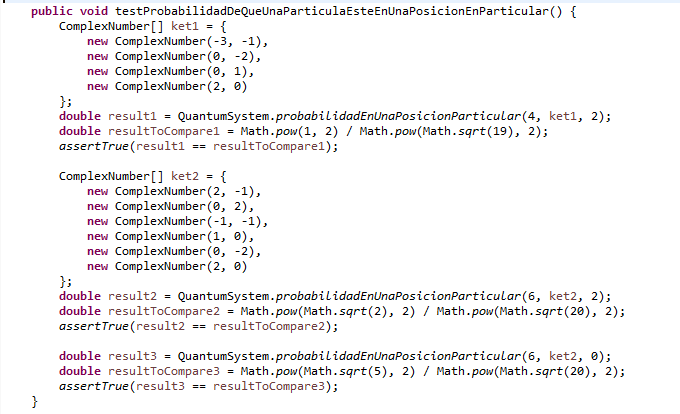 public void testProbabilidadDeQueUnaParticulaEsteEnUnaPosicionEnParticular() {
ComplexNumber[] ket1 = {
new ComplexNumber(-3, -1),
new ComplexNumber(0, -2),
new ComplexNumber(0, 1),
new ComplexNumber(2, 0)
};
double result1 = QuantumSystem.probabilidadEnUnaPosicionParticular(4, ket1, 2);
double resultToCompare1 = Math.pow(1, 2) / Math.pow(Math.sqrt(19), 2);
assertTrue(result1 == resultToCompare1);
ComplexNumber[] ket2 = {
new ComplexNumber(2, -1),
new ComplexNumber(0, 2),
new ComplexNumber(-1, -1),
new ComplexNumber(1, 0),
new ComplexNumber(0, -2),
new ComplexNumber(2, 0)
};
double result2 = QuantumSystem.probabilidadEnUnaPosicionParticular(6, ket2, 2);
double resultToCompare2 = Math.pow(Math.sqrt(2), 2) / Math.pow(Math.sqrt(20), 2);
assertTrue(result2 == resultToCompare2);
double result3 = QuantumSystem.probabilidadEnUnaPosicionParticular(6, ket2, 0);
double resultToCompare3 = Math.pow(Math.sqrt(5), 2) / Math.pow(Math.sqrt(20), 2);
assertTrue(result3 == resultToCompare3);
}